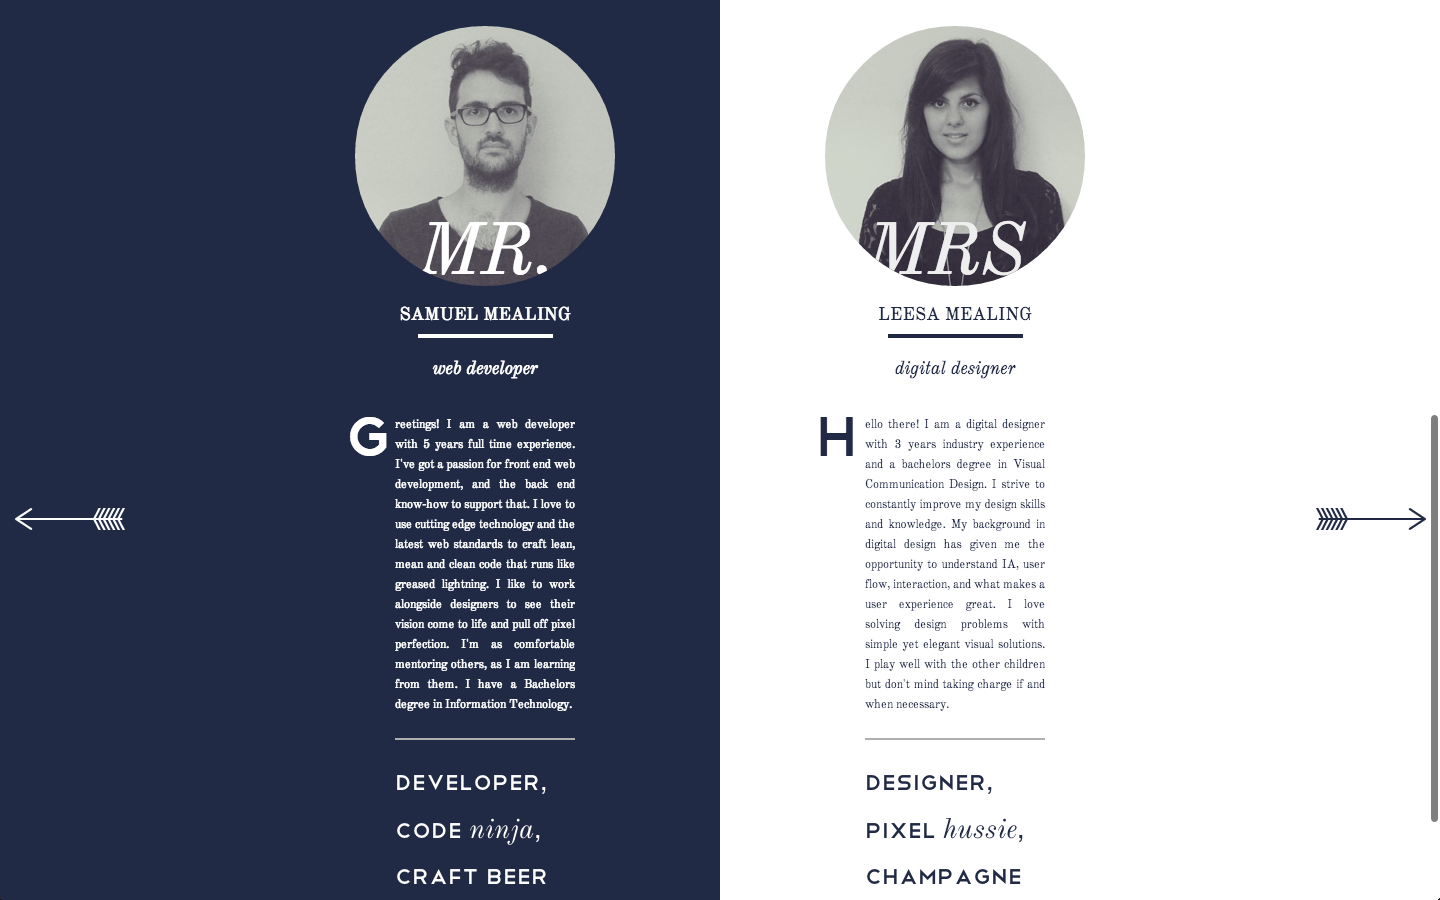 MR.
SAMUEL MEALING
web developer
Greetings! I am a web developer
with 5 years full time experience.
I've got a passion for front end web
development, and the back end
know-how to support that. I love to
use cutting edge technology and the
latest web standards to craft lean,
mean and clean code that runs like
greased lightning. I like to work
alongside designers to see their
vision come to life and pull off pixel
perfection. I'm as comfortable
mentoring others, as I am learning
from them. I have a Bachelors
degree in Information Technology.
DEVELOPER,
CODE ninja,
CRAFT BEER
MRS
LEESA MEALING
digital designer
Hello there! I am a digital designer
with 3 years industry experience
and a bachelors degree in Visual
Communication Design. I strive to
constantly improve my design skills
and knowledge. My background in
digital design has given me the
opportunity to understand IA, user
flow, interaction, and what makes a
user experience great. I love
solving design problems with
simple yet elegant visual solutions.
I play well with the other children
but don't mind taking charge if and
when necessary.
DESIGNER,
PIXEL hussie,
CHAMPAGNE